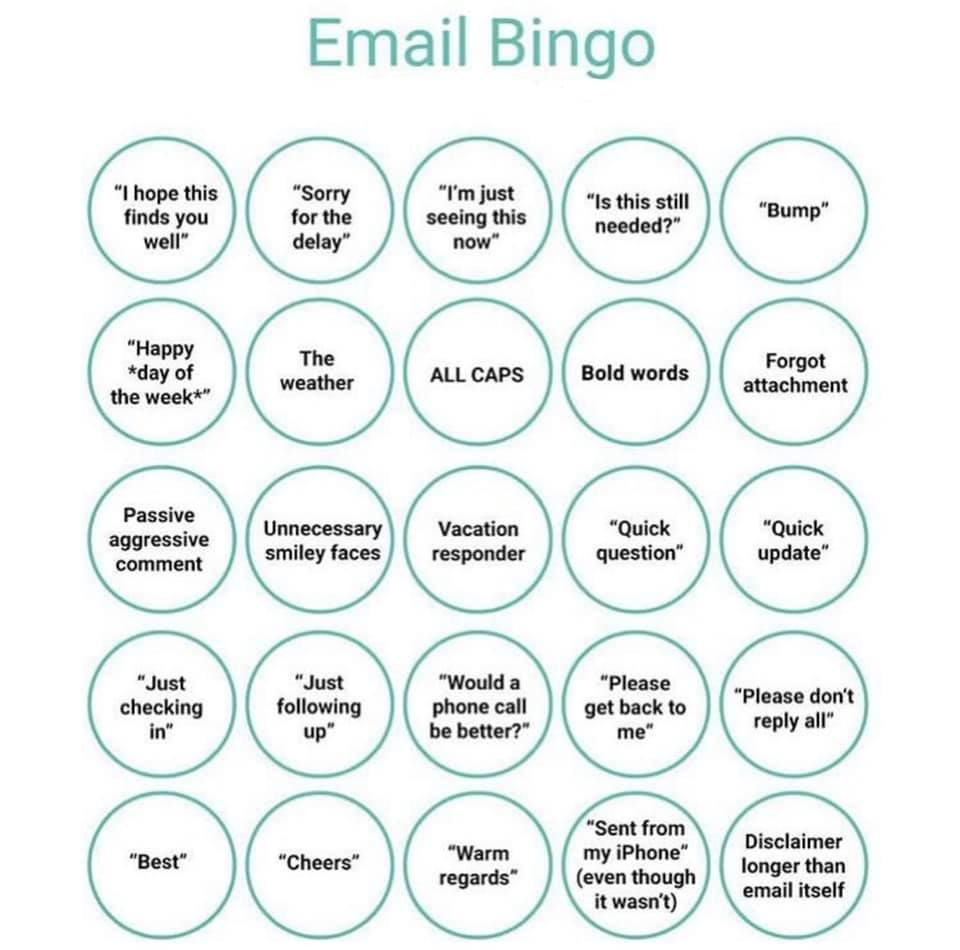 Email Bingo
“I hope this
finds you
well”
“Sorry
for the
delay”
“I’m just
seeing this
now”
“Is this still
needed?”
“Bump”
“Happy
*day of
the week*”
The
weather
ALL CAPS
Bold words
Forgot
attachment
Passive
aggressive
comment
Unnecessary
smiley faces
Vacation
responder
“Quick
question”
“Quick
update”
“Just
checking
in”
“Just
following
up”
“Would a
phone call
be better?”
“Please
get back to
me”
“Please don’t
reply all”
“Best”
“Cheers”
“Warm
regards”
“Sent from
my iPhone”
(even though
it wasn’t)
Disclaimer
longer than
email itself